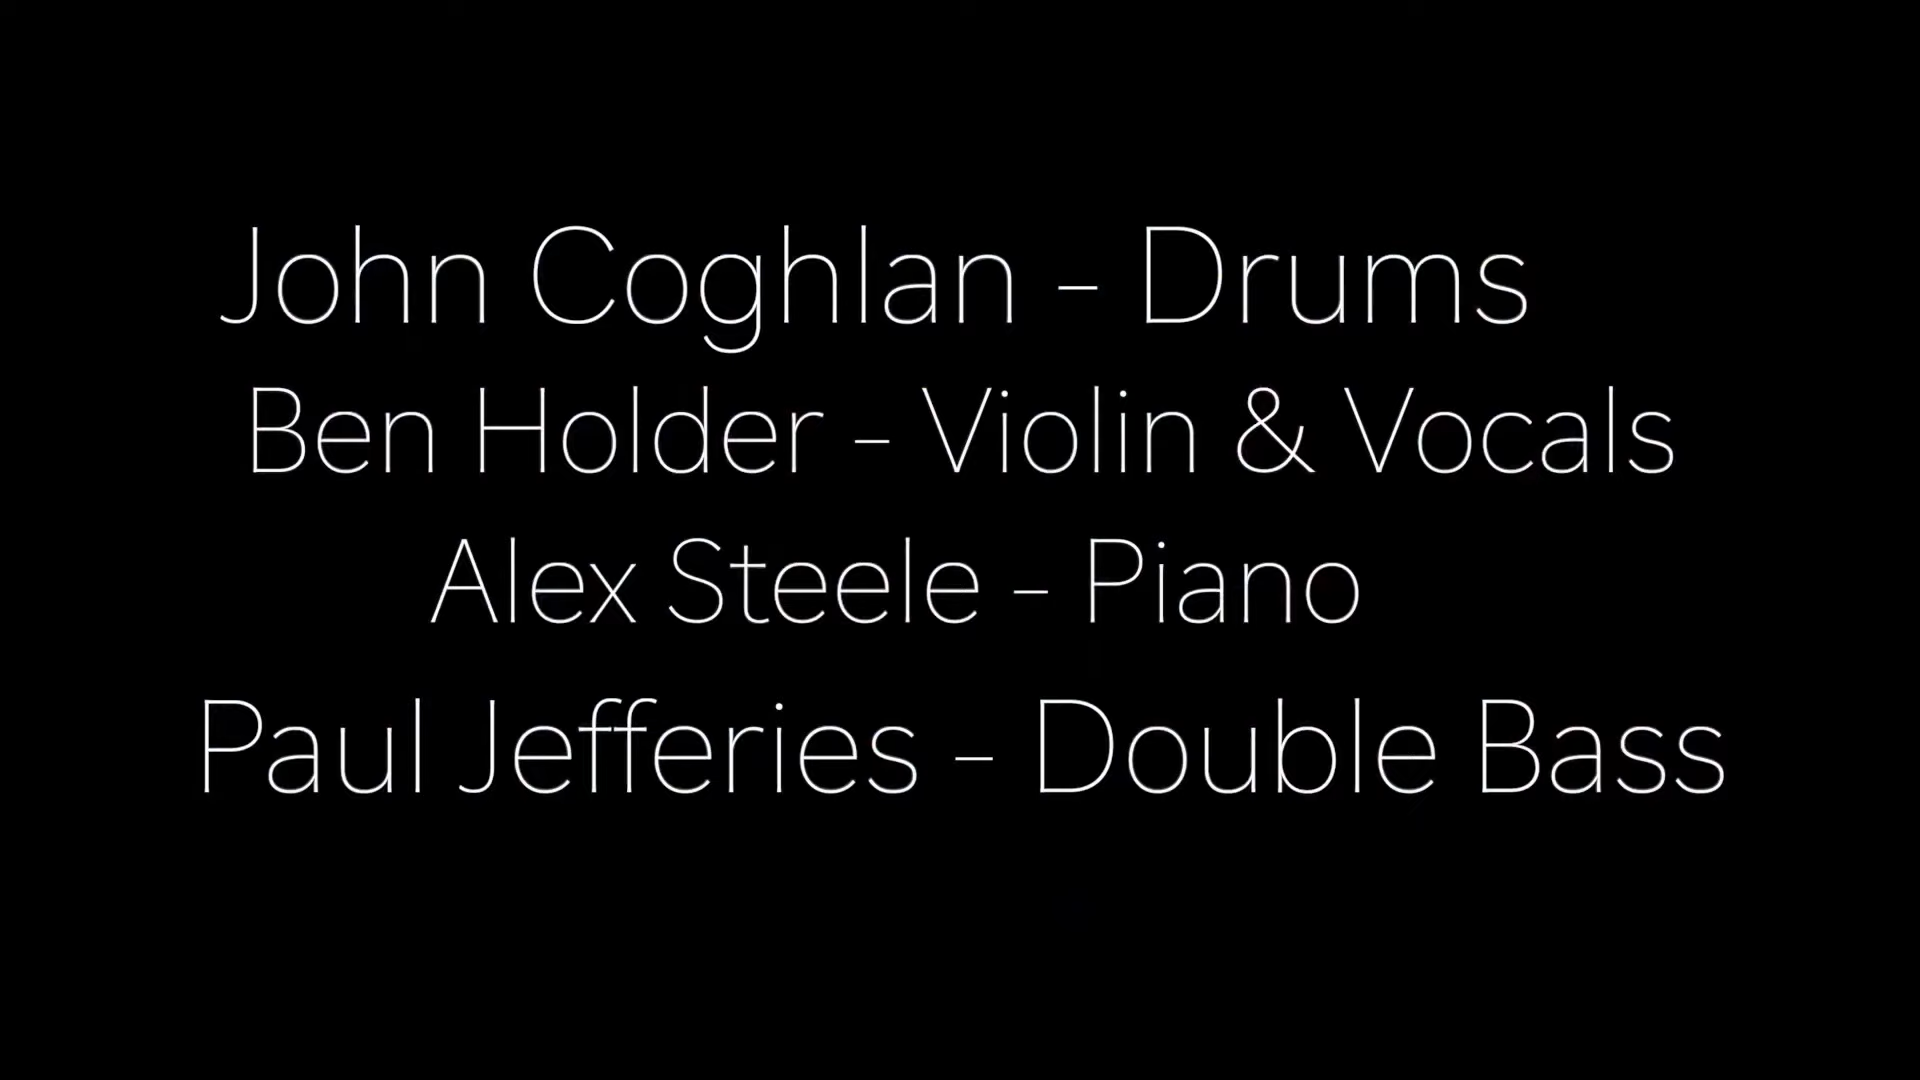 John Coghlan - Drums
Ben Holder - Violin & Vocals
Alex Steele - Piano
Paul Jefferies - Double Bass